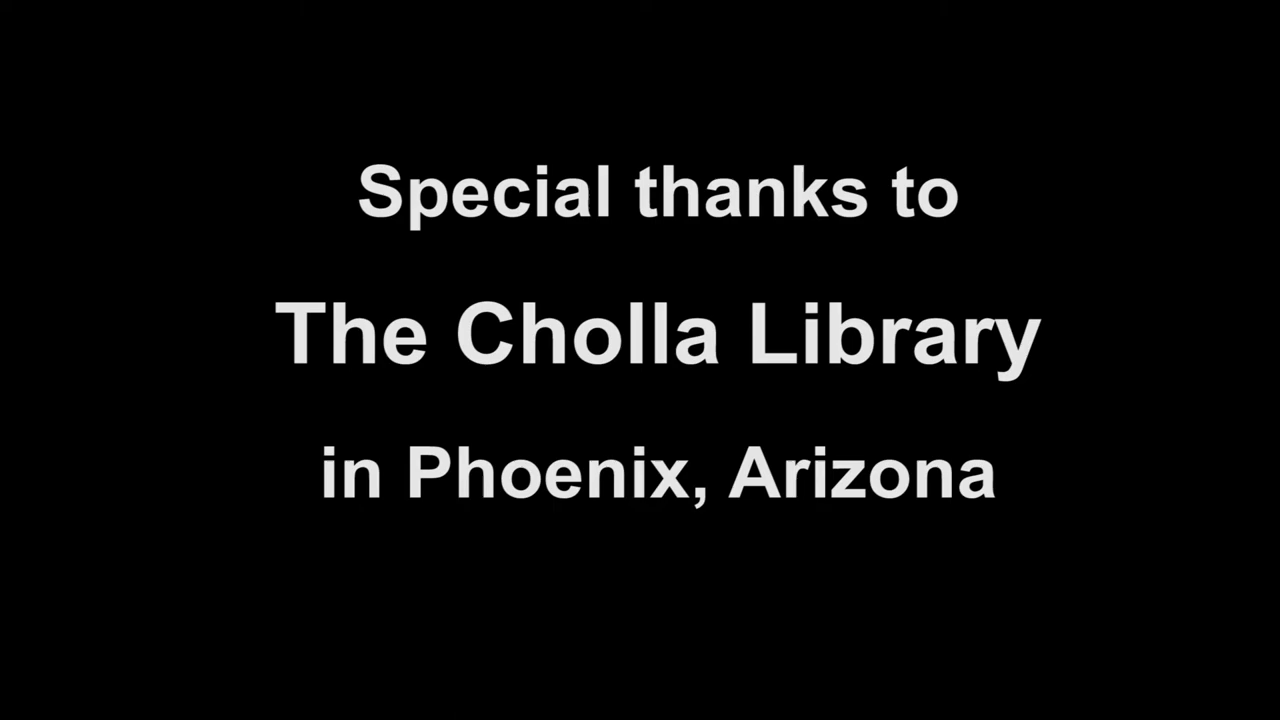 Special thanks to
The Cholla Library
in Phoenix, Arizona